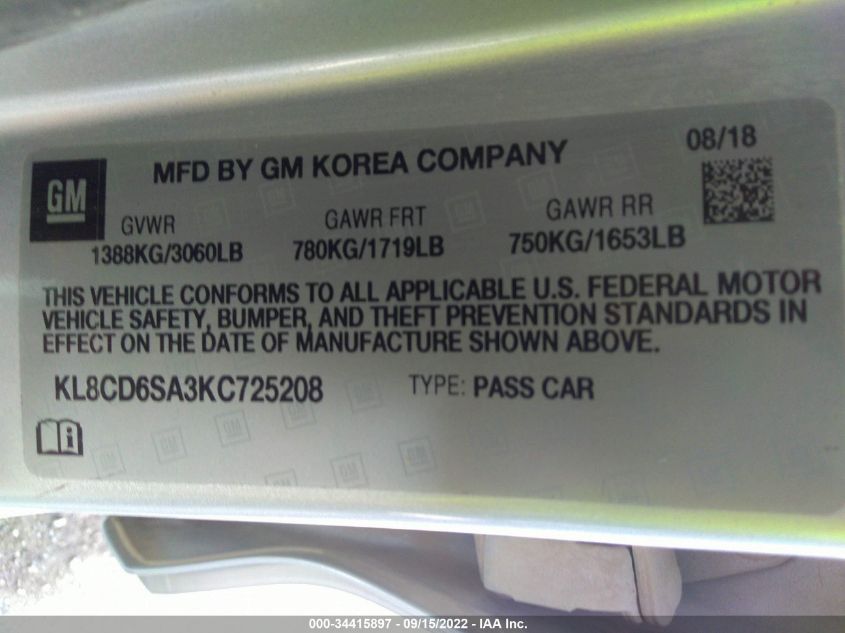 08/18
MFD BY GM KOREA COMPANY
GM
GVWR GAWR FRT GAWR RR
1388KG/3060LB 780KG/1719LB 750KG/1653LB
THIS VEHICLE CONFORMS TO ALL APPLICABLE U.S. FEDERAL MOTOR
VEHICLE SAFETY, BUMPER, AND THEFT PREVENTION STANDARDS IN
EFFECT ON THE DATE OF MANUFACTURE SHOWN ABOVE.
KL8CD6SA3KC725208 TYPE: PASS CAR
000-34415897 - 09/15/2022 - IAA Inc.